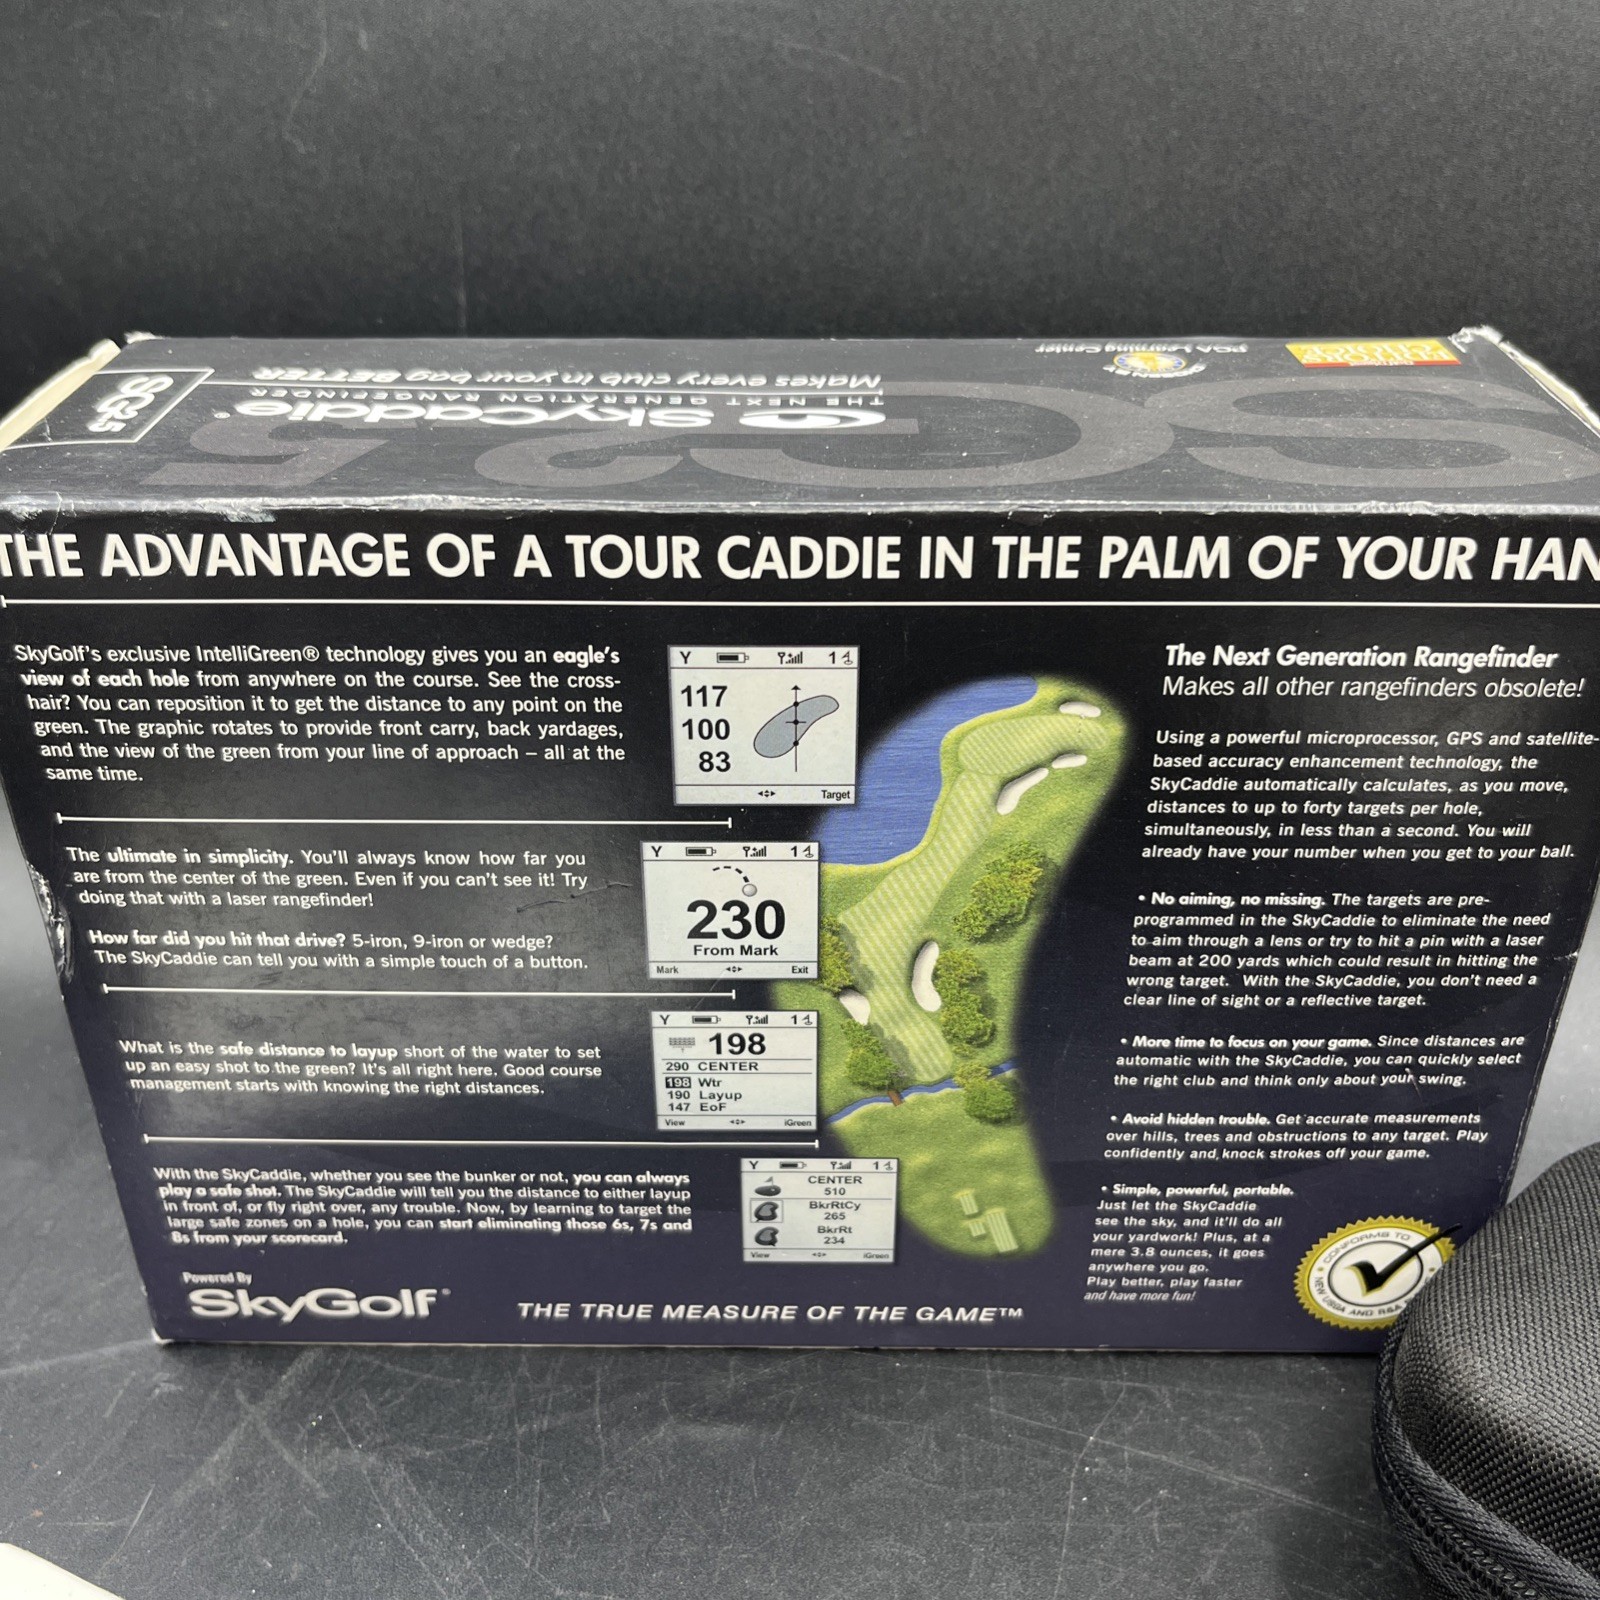 SC2.5
SkyCaddie®
THE NEXT GENERATION RANGEFINDER
Makes every club in your bag BETTER
PGA Learning Center
EDITORS'
CHOICE
SC2.5
THE ADVANTAGE OF A TOUR CADDIE IN THE PALM OF YOUR HAN
SkyGolf's exclusive IntelliGreen® technology gives you an eagle's
view of each hole from anywhere on the course. See the cross-
hair? You can reposition it to get the distance to any point on the
green. The graphic rotates to provide front carry, back yardages,
and the view of the green from your line of approach – all at the
same time.
1
117
100
83
Target
The ultimate in simplicity. You'll always know how far you
are from the center of the green. Even if you can't see it! Try
doing that with a laser rangefinder!
How far did you hit that drive? 5-iron, 9-iron or wedge?
The SkyCaddie can tell you with a simple touch of a button.
1
230
From Mark
Mark Exit
What is the safe distance to layup short of the water to set
up an easy shot to the green? It's all right here. Good course
management starts with knowing the right distances.
1
198
290 CENTER
198 Wtr
190 Layup
147 EoF
View iGreen
With the SkyCaddie, whether you see the bunker or not, you can always
play a safe shot. The SkyCaddie will tell you the distance to either layup
in front of, or fly right over, any trouble. Now, by learning to target the
large safe zones on a hole, you can start eliminating those 6s, 7s and
8s from your scorecard.
1
CENTER
510
BkrRtCy
265
BkrRt
234
View iGreen
The Next Generation Rangefinder
Makes all other rangefinders obsolete!
Using a powerful microprocessor, GPS and satellite-
based accuracy enhancement technology, the
SkyCaddie automatically calculates, as you move,
distances to up to forty targets per hole,
simultaneously, in less than a second. You will
already have your number when you get to your ball.
• No aiming, no missing. The targets are pre-
programmed in the SkyCaddie to eliminate the need
to aim through a lens or try to hit a pin with a laser
beam at 200 yards which could result in hitting the
wrong target. With the SkyCaddie, you don't need a
clear line of sight or a reflective target.
• More time to focus on your game. Since distances are
automatic with the SkyCaddie, you can quickly select
the right club and think only about your swing.
• Avoid hidden trouble. Get accurate measurements
over hills, trees and obstructions to any target. Play
confidently and knock strokes off your game.
• Simple, powerful, portable.
Just let the SkyCaddie
see the sky, and it'll do all
your yardwork! Plus, at a
mere 3.8 ounces, it goes
anywhere you go.
Play better, play faster
and have more fun!
CONFORMS TO
NEW USGA AND R&A
Powered By
SkyGolf®
THE TRUE MEASURE OF THE GAME™